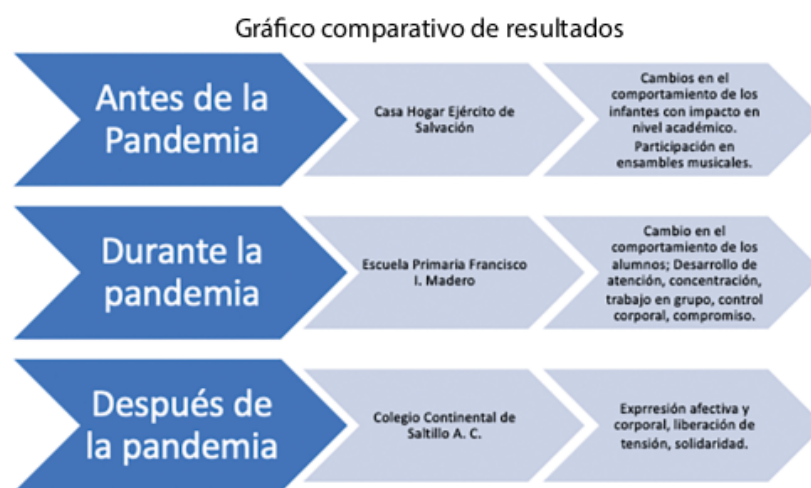 Gráfico comparativo de resultados
Antes de la
Pandemia
Casa Hogar Ejército de
Salvación
Cambios en el
comportamiento de los
infantes con impacto en
nivel académico.
Participación en
ensambles musicales.
Durante la
pandemia
Escuela Primaria Francisco
I. Madero
Cambio en el
comportamiento de los
alumnos; Desarrollo de
atención, concentración,
trabajo en grupo, control
corporal, compromiso.
Después de
la pandemia
Colegio Continental de
Saltillo A. C.
Exprresión afectiva y
corporal, liberación de
tensión, solidaridad.